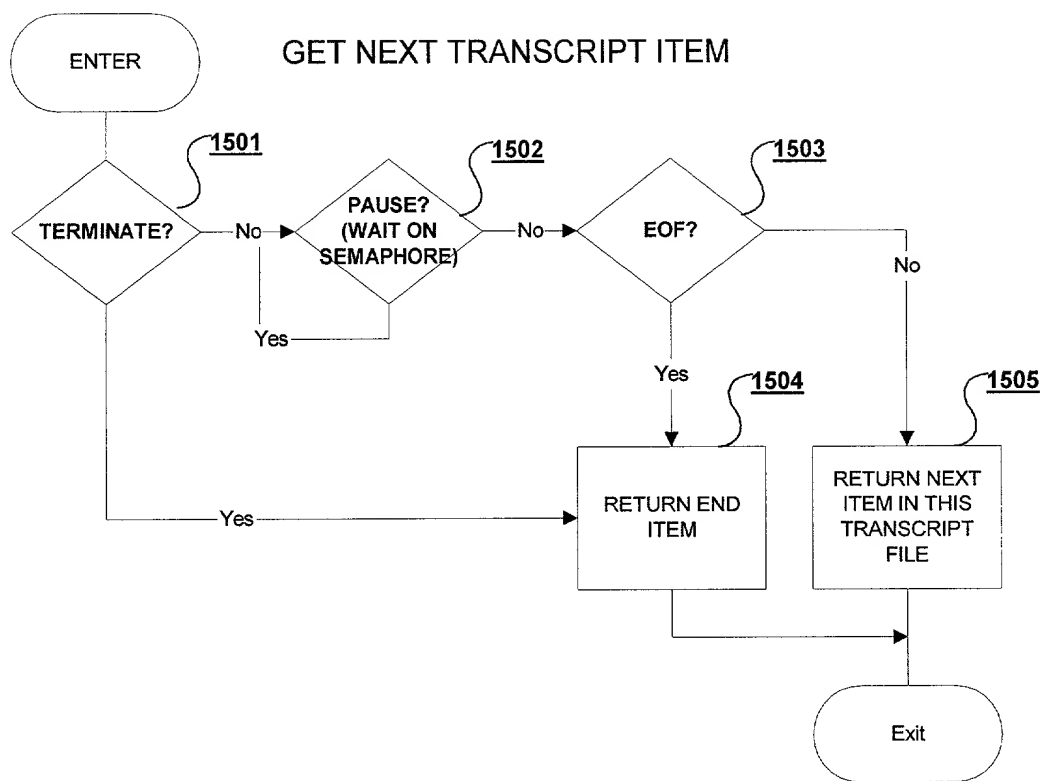 ENTER
GET NEXT TRANSCRIPT ITEM
1501
TERMINATE?
No
1502
PAUSE?
(WAIT ON
SEMAPHORE)
Yes
No
1503
EOF?
No
Yes
1504
RETURN END
ITEM
Yes
1505
RETURN NEXT
ITEM IN THIS
TRANSCRIPT
FILE
Exit